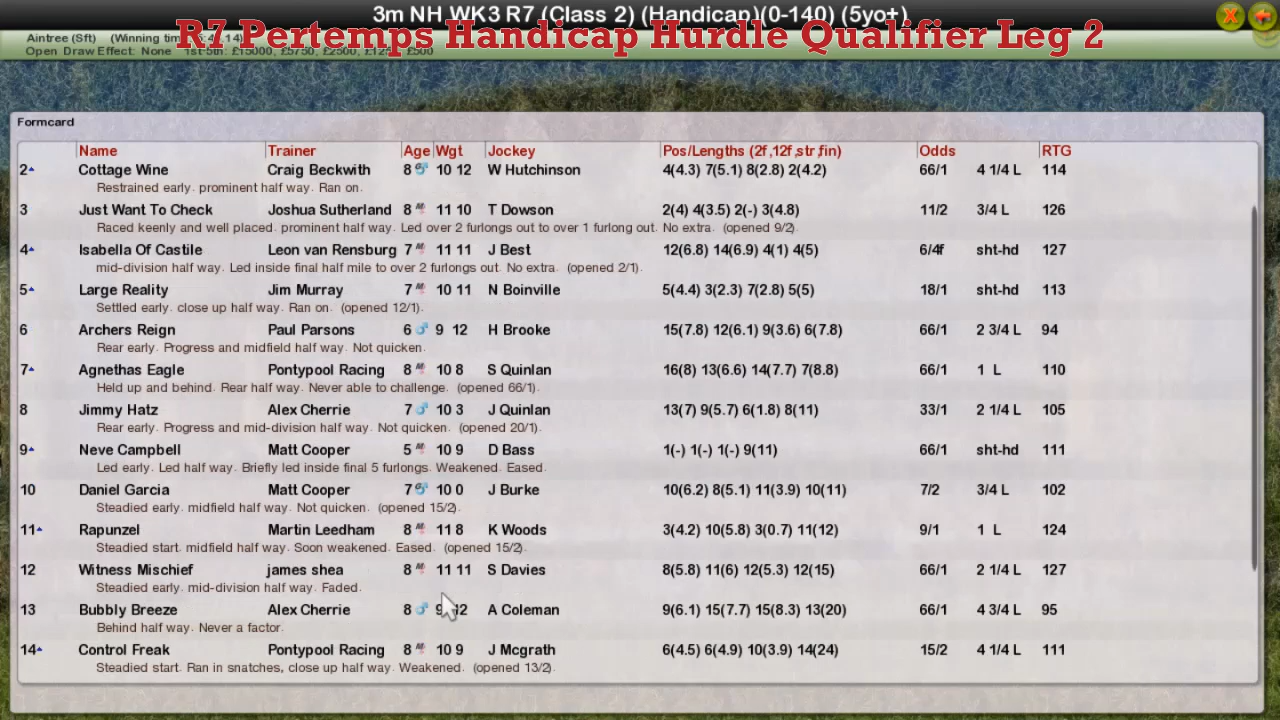 3m NH WK3 R7 (Class 2) (Handicap)(0-140) (5yo+)
R7 Pertemps Handicap Hurdle Qualifier Leg 2
Aintree (Sft) (Winning
Open Draw Effect: None 1st-5th: £15000, £5750, £2500, £500
Formcard
Name Trainer Age Wgt Jockey Pos/Lengths (2f,12f,str,fin) Odds RTG
2 Cottage Wine Craig Beckwith 8 10 12 W Hutchinson 4(4.3) 7(5.1) 8(2.8) 2(4.2) 66/1 4 1/4 L 114
Restrained early. prominent half way. Ran on.
3 Just Want To Check Joshua Sutherland 8 11 10 T Dowson 2(4) 4(3.5) 2(-) 3(4.8) 11/2 3/4 L 126
Raced keenly and well placed. prominent half way. Led over 2 furlongs out to over 1 furlong out. No extra. (opened 9/2).
4 Isabella Of Castile Leon van Rensburg 7 11 11 J Best 12(6.8) 14(6.9) 4(1) 4(5) 6/4f sht-hd 127
mid-division half way. Led inside final half mile to over 2 furlongs out. No extra. (opened 2/1).
5 Large Reality Jim Murray 7 10 11 N Boinville 5(4.4) 3(2.3) 7(2.8) 5(5) 18/1 sht-hd 113
Settled early. close up half way. Ran on. (opened 12/1).
6 Archers Reign Paul Parsons 6 9 12 H Brooke 15(7.8) 12(6.1) 9(3.6) 6(7.8) 66/1 2 3/4 L 94
Rear early. Progress and midfield half way. Not quicken.
7 Agnethas Eagle Pontypool Racing 8 10 8 S Quinlan 16(8) 13(6.6) 14(7.7) 7(8.8) 66/1 1 L 110
Held up and behind. Rear half way. Never able to challenge. (opened 66/1).
8 Jimmy Hatz Alex Cherrie 7 10 3 J Quinlan 13(7) 9(5.7) 6(1.8) 8(11) 33/1 2 1/4 L 105
Rear early. Progress and mid-division half way. Not quicken. (opened 20/1).
9 Neve Campbell Matt Cooper 5 10 9 D Bass 1(-) 1(-) 1(-) 9(11) 66/1 sht-hd 111
Led early. Led half way. Briefly led inside final 5 furlongs. Weakened. Eased.
10 Daniel Garcia Matt Cooper 7 10 0 J Burke 10(6.2) 8(5.1) 11(3.9) 10(11) 7/2 3/4 L 102
Steadied early. midfield half way. Not quicken. (opened 15/2).
11 Rapunzel Martin Leedham 8 11 8 K Woods 3(4.2) 10(5.8) 3(0.7) 11(12) 9/1 1 L 124
Steadied start. midfield half way. Soon weakened. Eased. (opened 15/2).
12 Witness Mischief james shea 8 11 11 S Davies 8(5.8) 11(6) 12(5.3) 12(15) 66/1 2 1/4 L 127
Steadied early. mid-division half way. Faded.
13 Bubbly Breeze Alex Cherrie 8 9 12 A Coleman 9(6.1) 15(7.7) 15(8.3) 13(20) 66/1 4 3/4 L 95
Behind half way. Never a factor.
14 Control Freak Pontypool Racing 8 10 9 J Mcgrath 6(4.5) 6(4.9) 10(3.9) 14(24) 15/2 4 1/4 L 111
Steadied start. Ran in snatches, close up half way. Weakened. (opened 13/2).